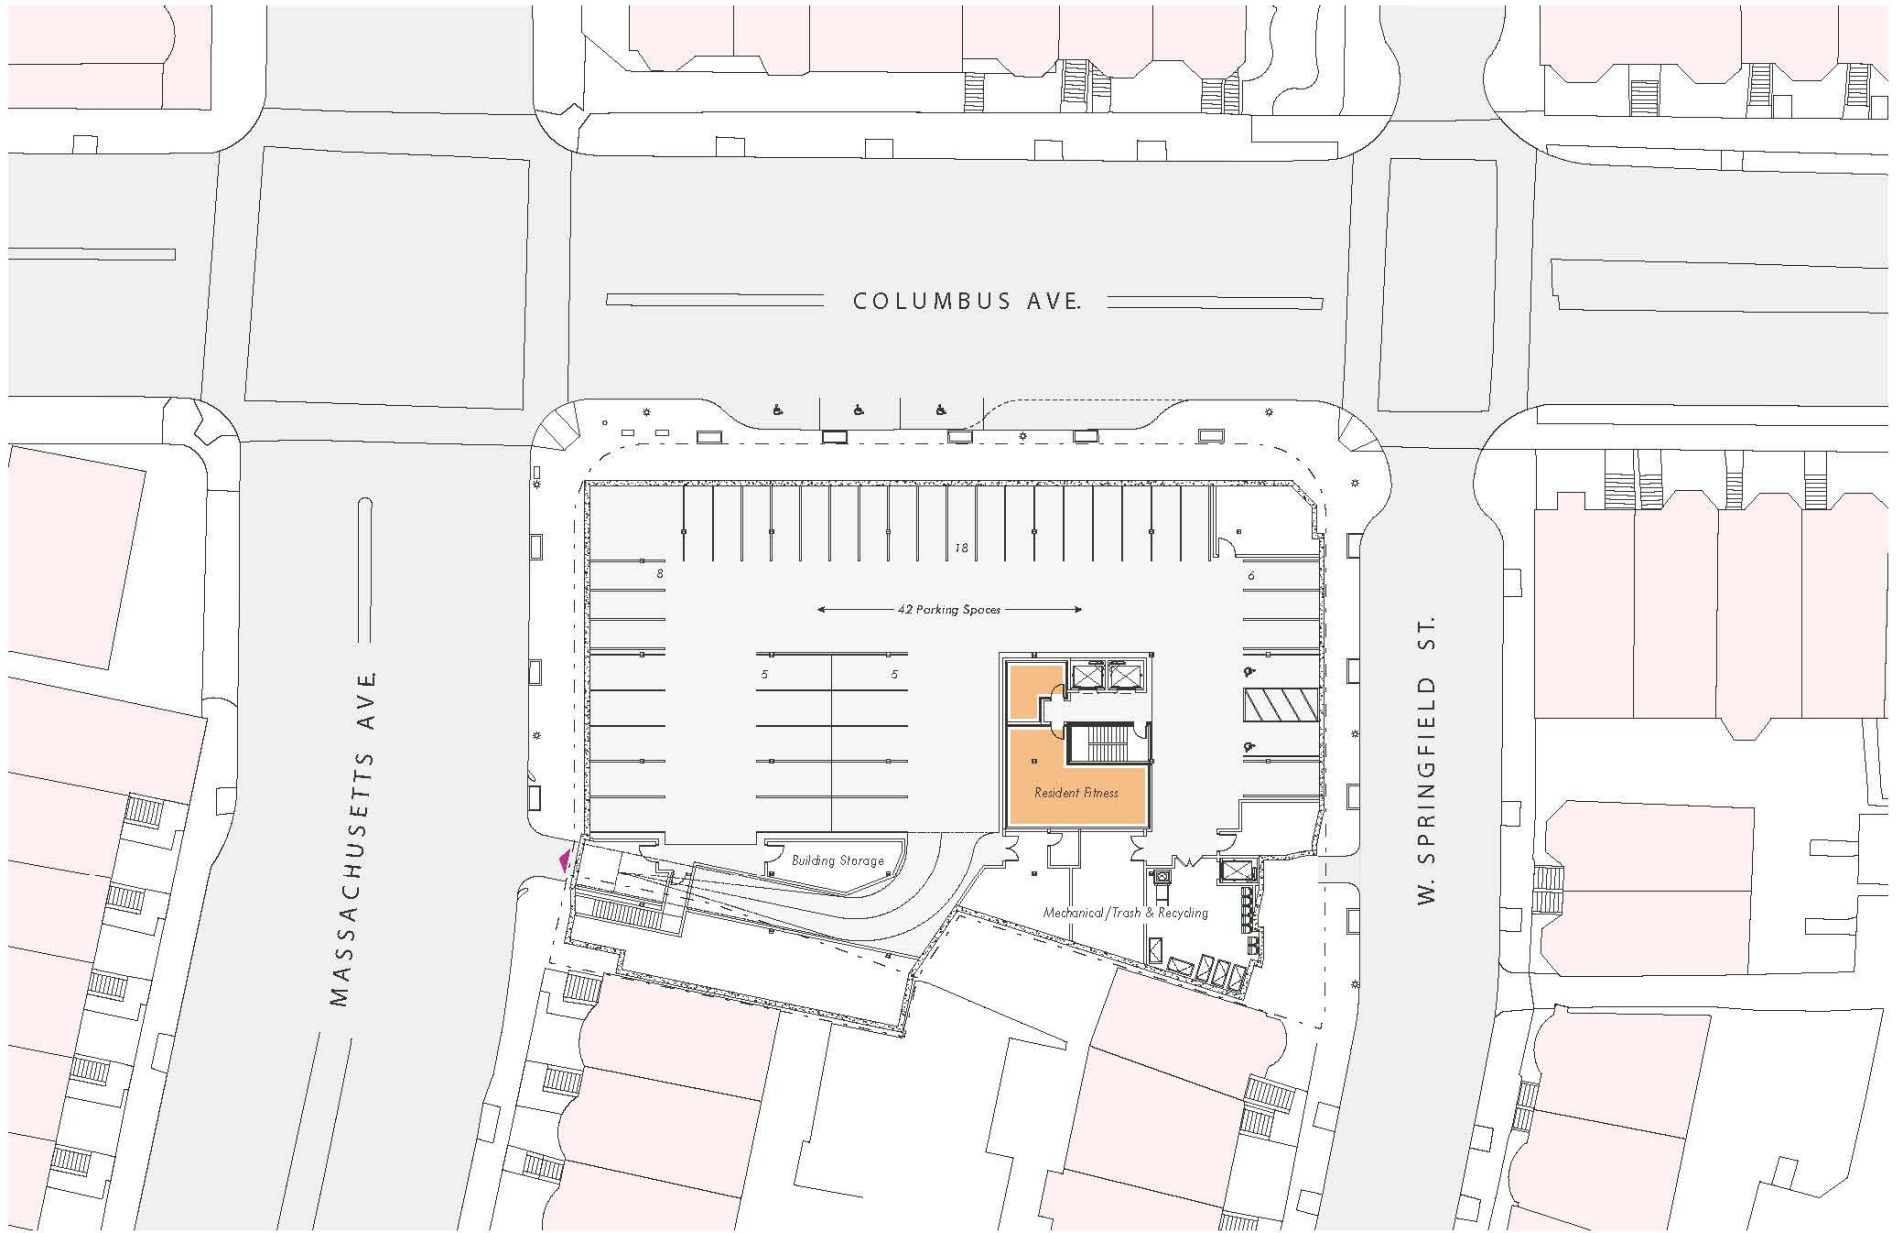 COLUMBUS AVE.
18
8
6
42 Parking Spaces
5
5
MASSACHUSETTS AVE.
W. SPRINGFIELD ST.
Resident Fitness
Building Storage
Mechanical/Trash & Recycling